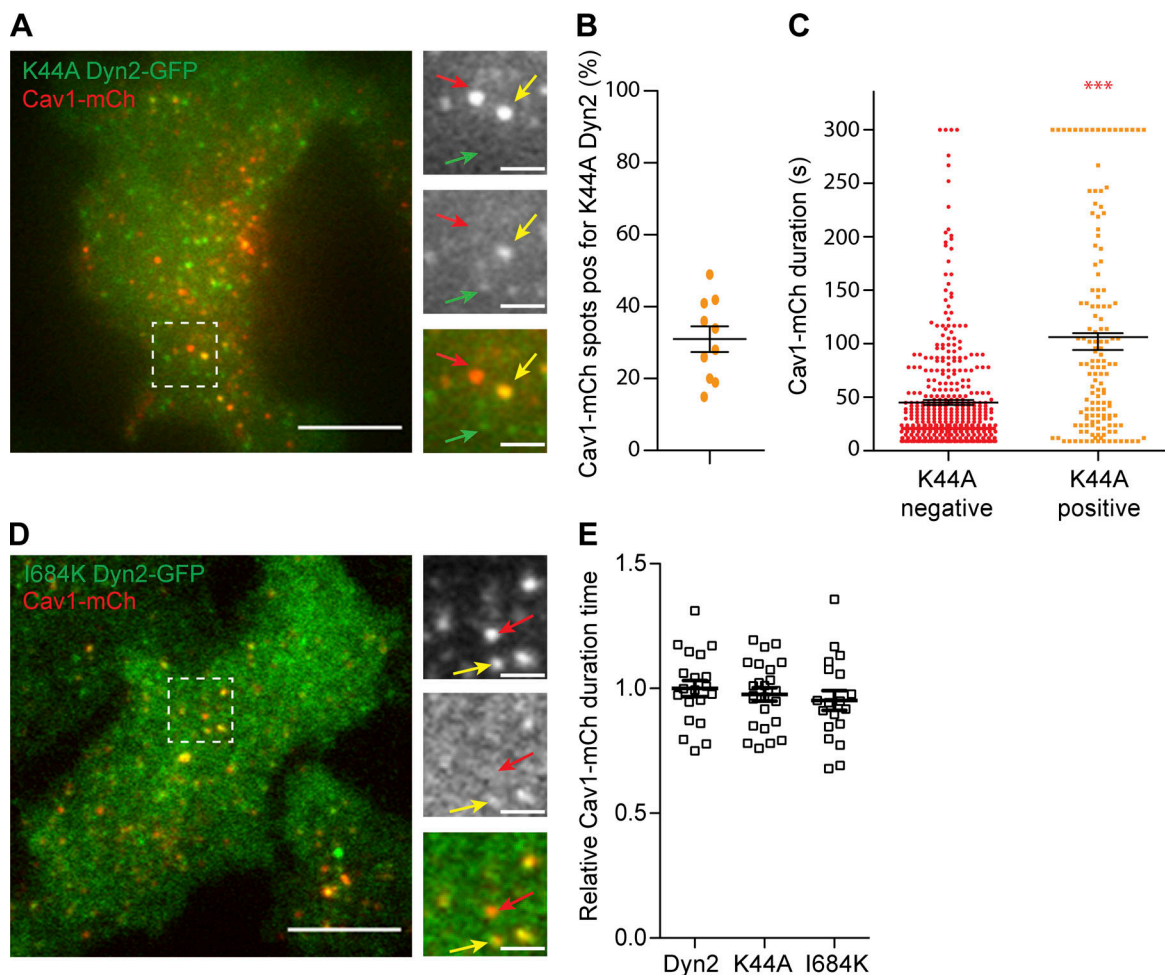 A
K44A Dyn2-GFP
Cav1-mCh
B
Cav1-mCh spots pos for K44A Dyn2 (%)
100
80
60
40
20
0
C
***
Cav1-mCh duration (s)
300
250
200
150
100
50
0
K44A
negative
K44A
positive
D
I684K Dyn2-GFP
Cav1-mCh
E
Relative Cav1-mCh duration time
1.5
1.0
0.5
0.0
Dyn2
K44A
I684K